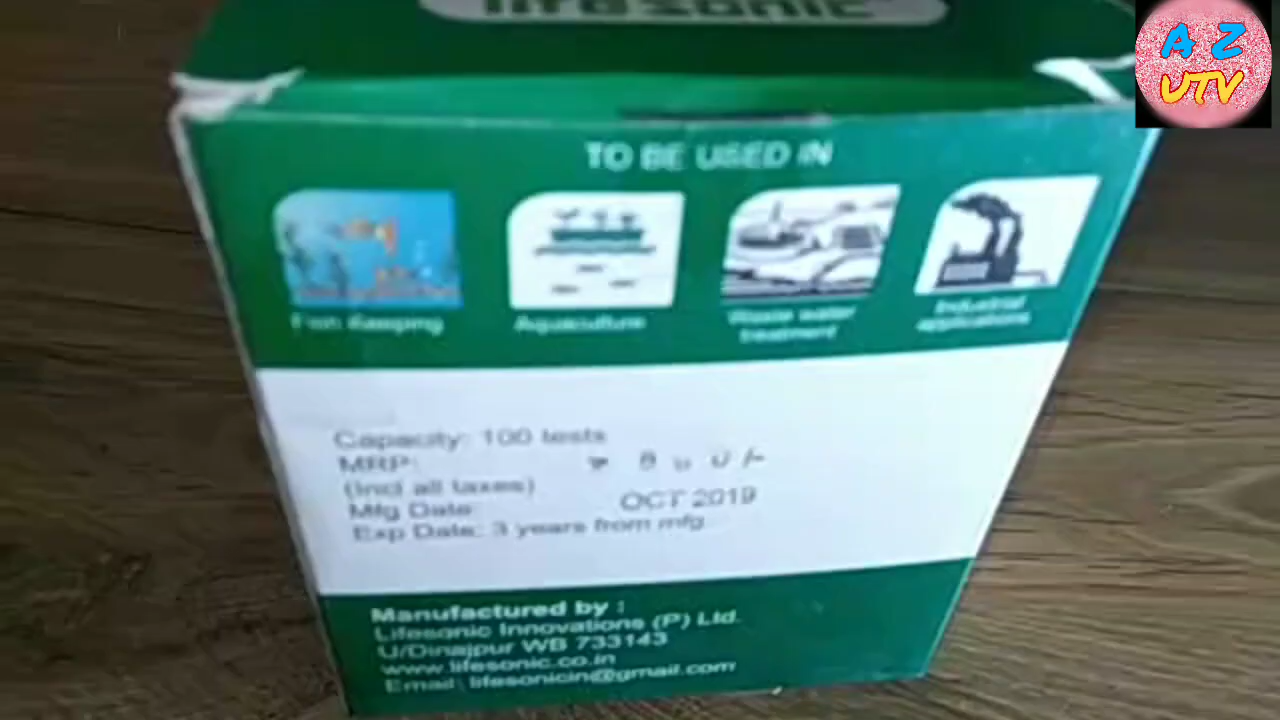 lifesonic
A Z
UTV
TO BE USED IN
Fish Keeping
Aquaculture
Waste water
treatment
Industrial
applications
Capacity: 100 tests
MRP: /-
(Incl all taxes)
Mfg Date: OCT 2019
Exp Date: 3 years from mfg
Manufactured by :
Lifesonic Innovations (P) Ltd.
U/Dinajpur WB 733143
www.lifesonic.co.in
Email: lifesonicin@gmail.com